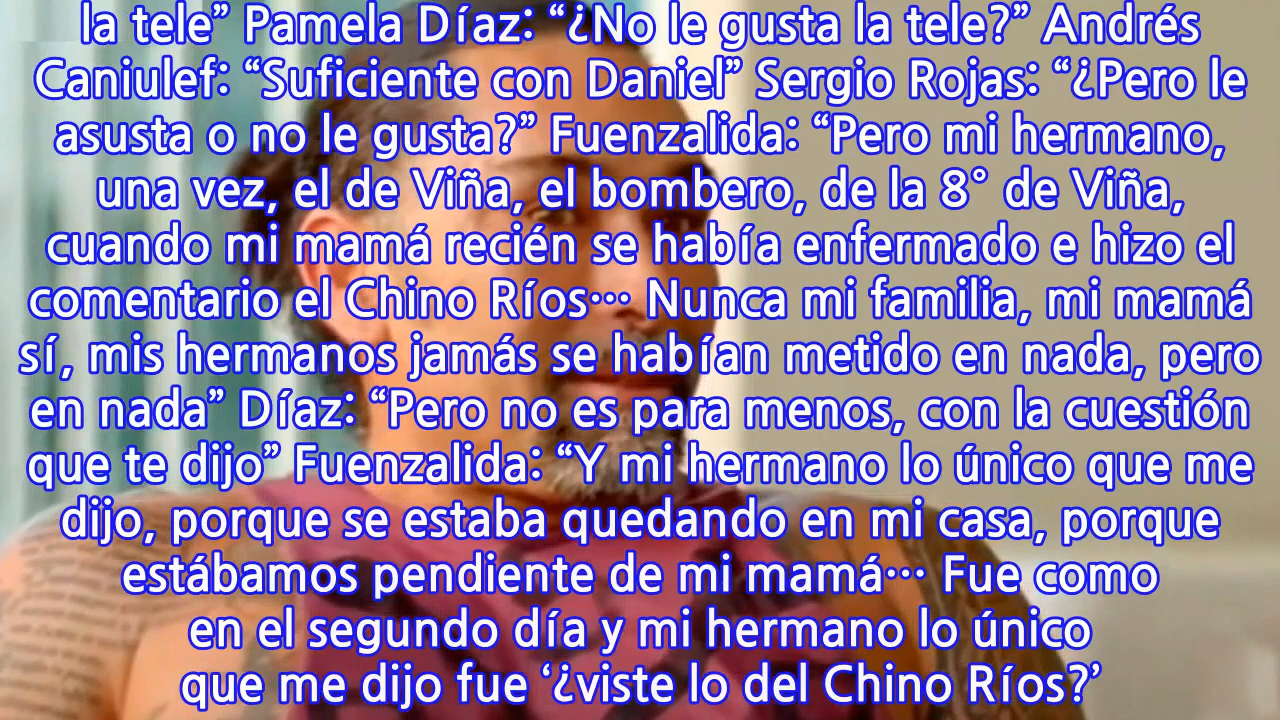 la tele” Pamela Díaz: “¿No le gusta la tele?” Andrés
Caniulef: “Suficiente con Daniel” Sergio Rojas: “¿Pero le
asusta o no le gusta?” Fuenzalida: “Pero mi hermano,
una vez, el de Viña, el bombero, de la 8° de Viña,
cuando mi mamá recién se había enfermado e hizo el
comentario el Chino Ríos… Nunca mi familia, mi mamá
sí, mis hermanos jamás se habían metido en nada, pero
en nada” Díaz: “Pero no es para menos, con la cuestión
que te dijo” Fuenzalida: “Y mi hermano lo único que me
dijo, porque se estaba quedando en mi casa, porque
estábamos pendiente de mi mamá… Fue como
en el segundo día y mi hermano lo único
que me dijo fue ‘¿viste lo del Chino Ríos?’